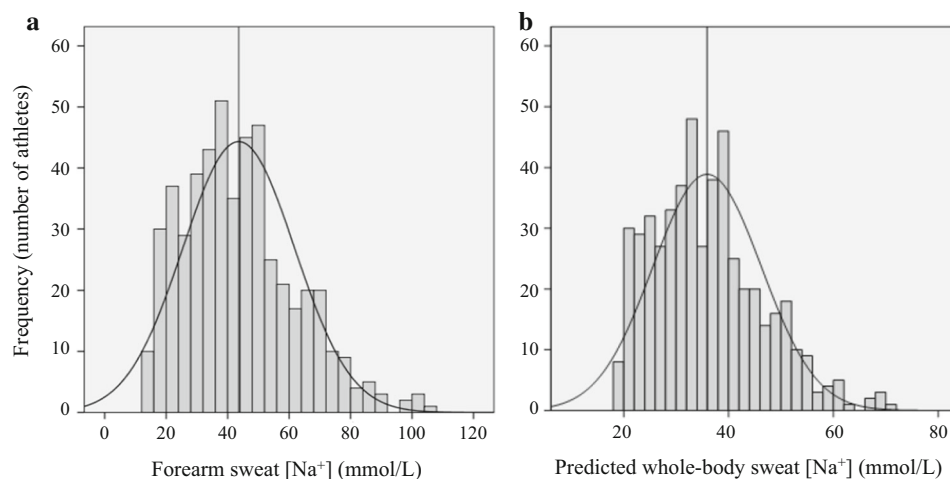 a
60
50
40
30
20
10
0
Frequency (number of athletes)
0 20 40 60 80 100 120
Forearm sweat [Na⁺] (mmol/L)
b
60
50
40
30
20
10
0
20 40 60 80
Predicted whole-body sweat [Na⁺] (mmol/L)